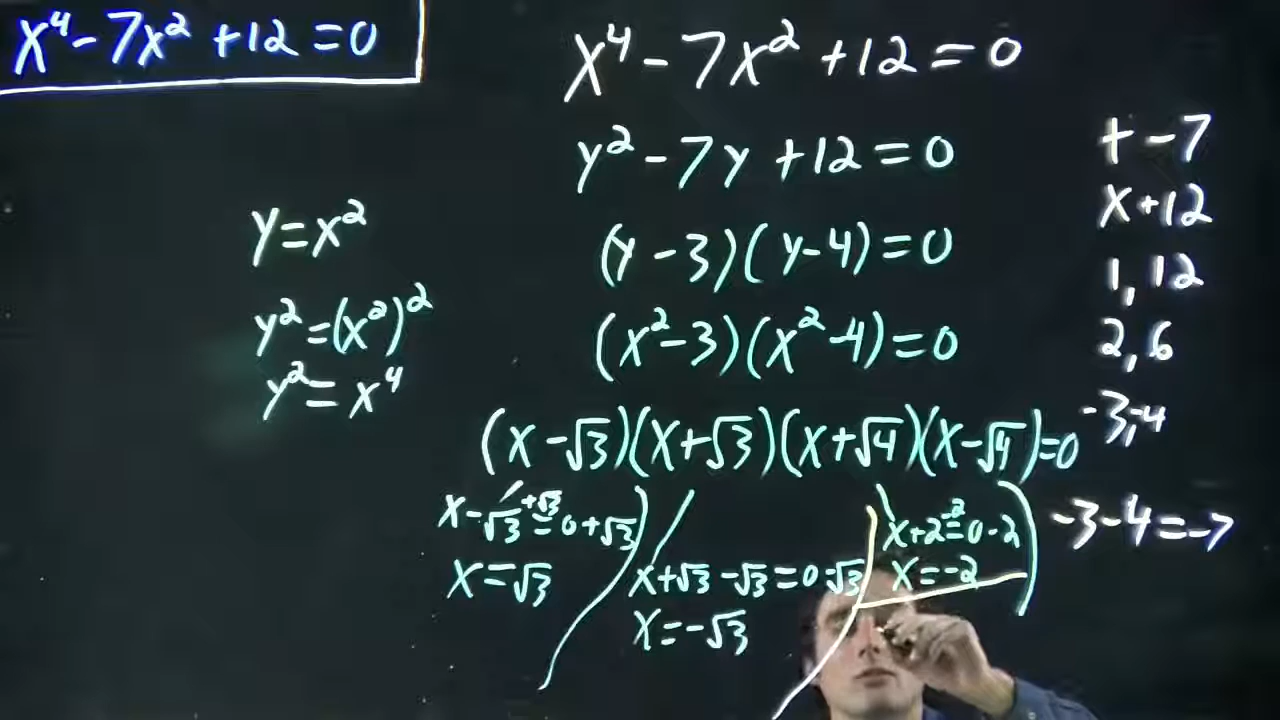 x⁴-7x²+12=0
x⁴-7x²+12=0
y²-7y+12=0
(y-3)(y-4)=0
(x²-3)(x²-4)=0
(x-√3)(x+√3)(x+√4)(x-√4)=0
y=x²
y²=(x²)²
y²=x⁴
+-7
x+12
1,12
2,6
-3,-4
-3-4=-7
x-√3+√3=0+√3
x=√3
x+√3-√3=0-√3
x=-√3
x+2-2=0-2
x=-2